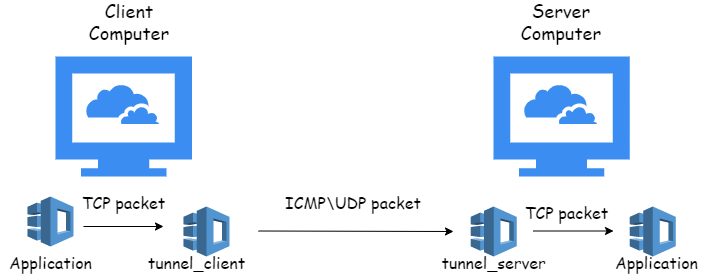 Client
Computer
Server
Computer
TCP packet
ICMP\UDP packet
TCP packet
Application
tunnel_client
tunnel_server
Application